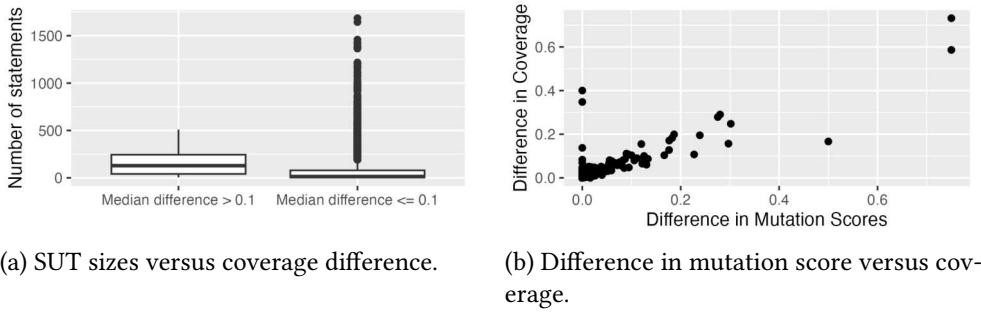 Number of statements
1500
1000
500
0
Median difference > 0.1
Median difference <= 0.1
(a) SUT sizes versus coverage difference.
Difference in Coverage
0.6
0.4
0.2
0.0
0.0 0.2 0.4 0.6
Difference in Mutation Scores
(b) Difference in mutation score versus cov-
erage.